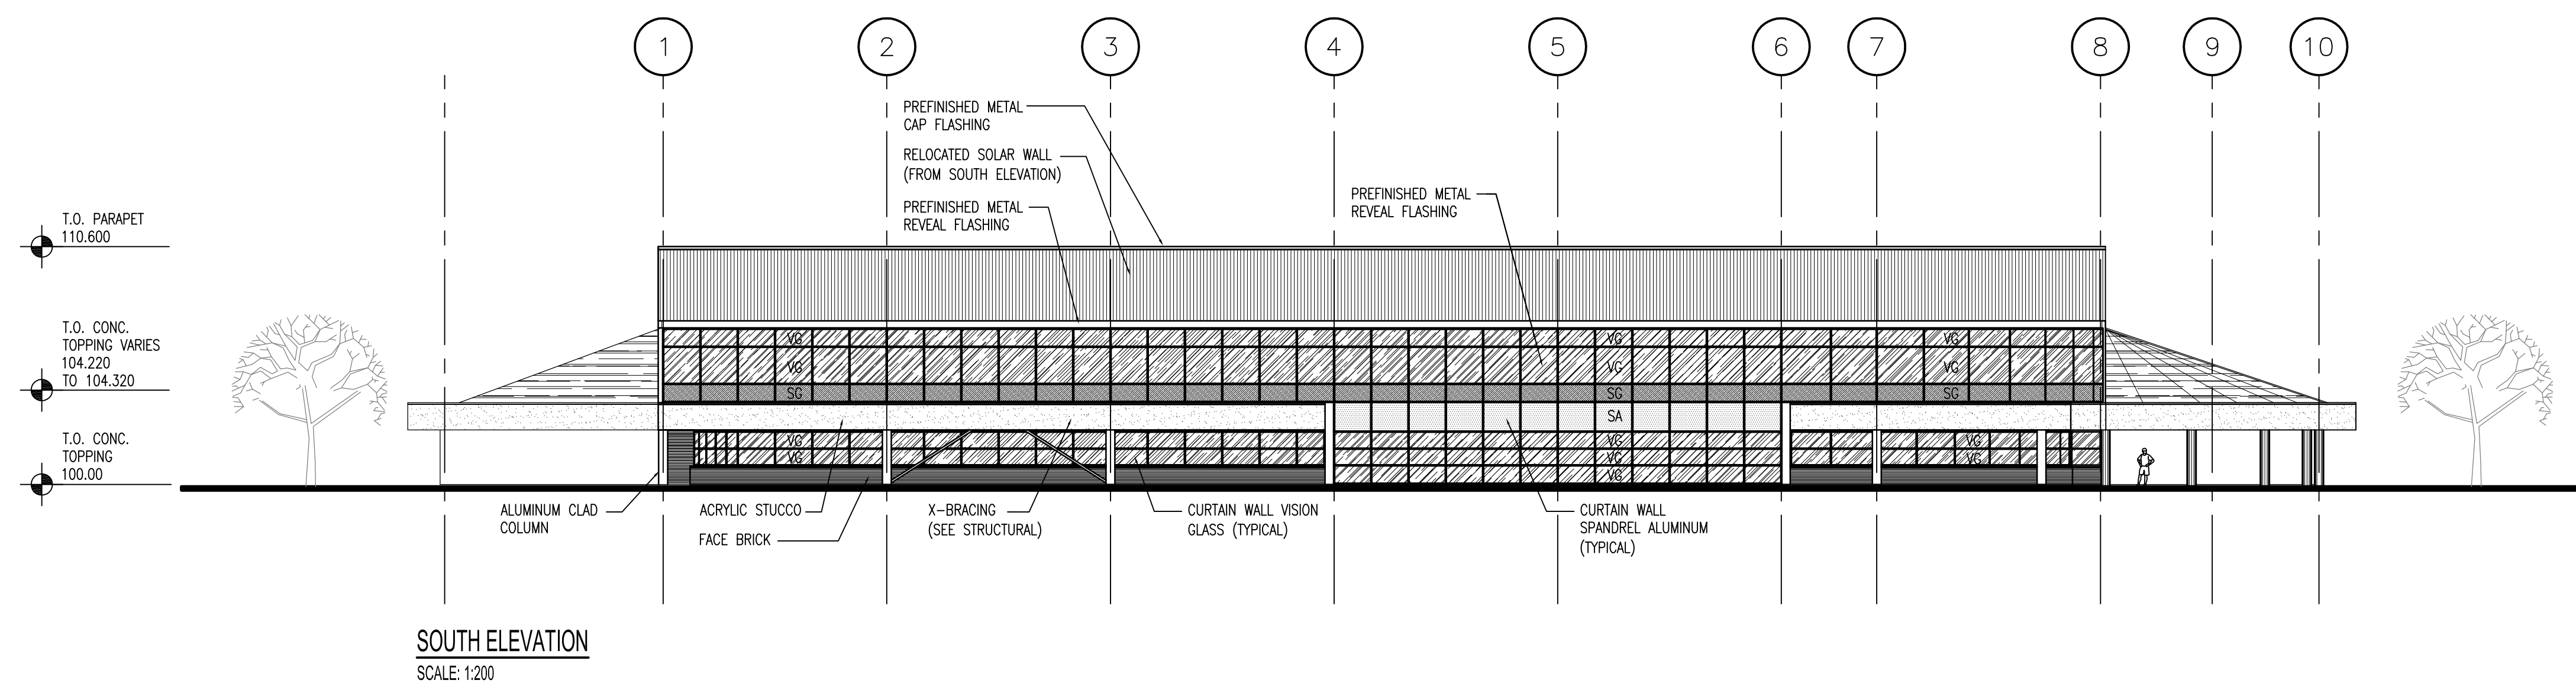 1 2 3 4 5 6 7 8 9 10
PREFINISHED METAL
CAP FLASHING
RELOCATED SOLAR WALL
(FROM SOUTH ELEVATION)
PREFINISHED METAL
REVEAL FLASHING
PREFINISHED METAL
REVEAL FLASHING
T.O. PARAPET
110.600
T.O. CONC.
TOPPING VARIES
104.220
TO 104.320
T.O. CONC.
TOPPING
100.00
VG VG VG
VG VG VG
SG SG SG
SA
VG VG VG
VG VG VG
VG
ALUMINUM CLAD
COLUMN
ACRYLIC STUCCO
FACE BRICK
X-BRACING
(SEE STRUCTURAL)
CURTAIN WALL VISION
GLASS (TYPICAL)
CURTAIN WALL
SPANDREL ALUMINUM
(TYPICAL)
SOUTH ELEVATION
SCALE: 1:200